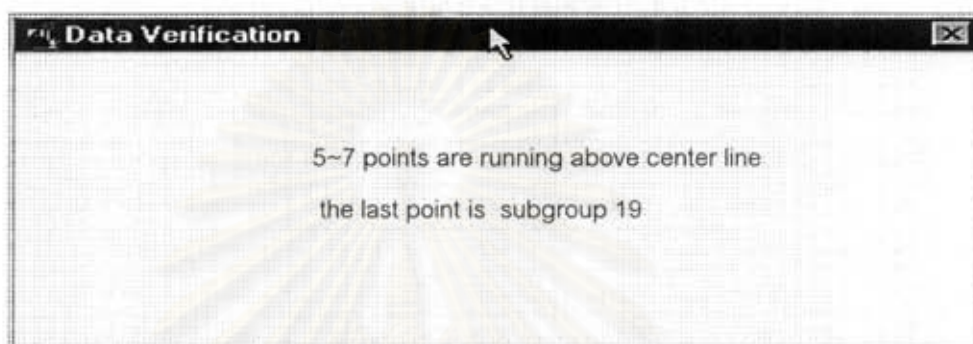 Data Verification
5~7 points are running above center line
the last point is subgroup 19